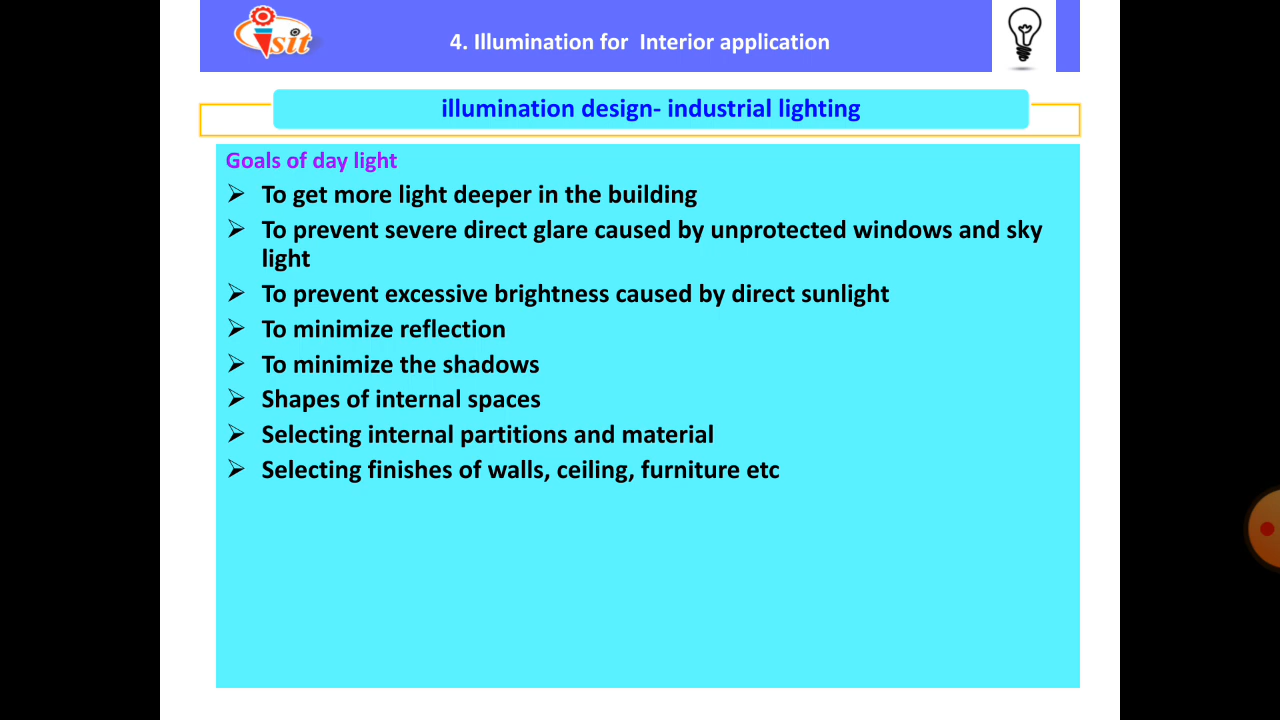 isit
4. Illumination for Interior application
illumination design- industrial lighting
Goals of day light
➢ To get more light deeper in the building
➢ To prevent severe direct glare caused by unprotected windows and sky
light
➢ To prevent excessive brightness caused by direct sunlight
➢ To minimize reflection
➢ To minimize the shadows
➢ Shapes of internal spaces
➢ Selecting internal partitions and material
➢ Selecting finishes of walls, ceiling, furniture etc